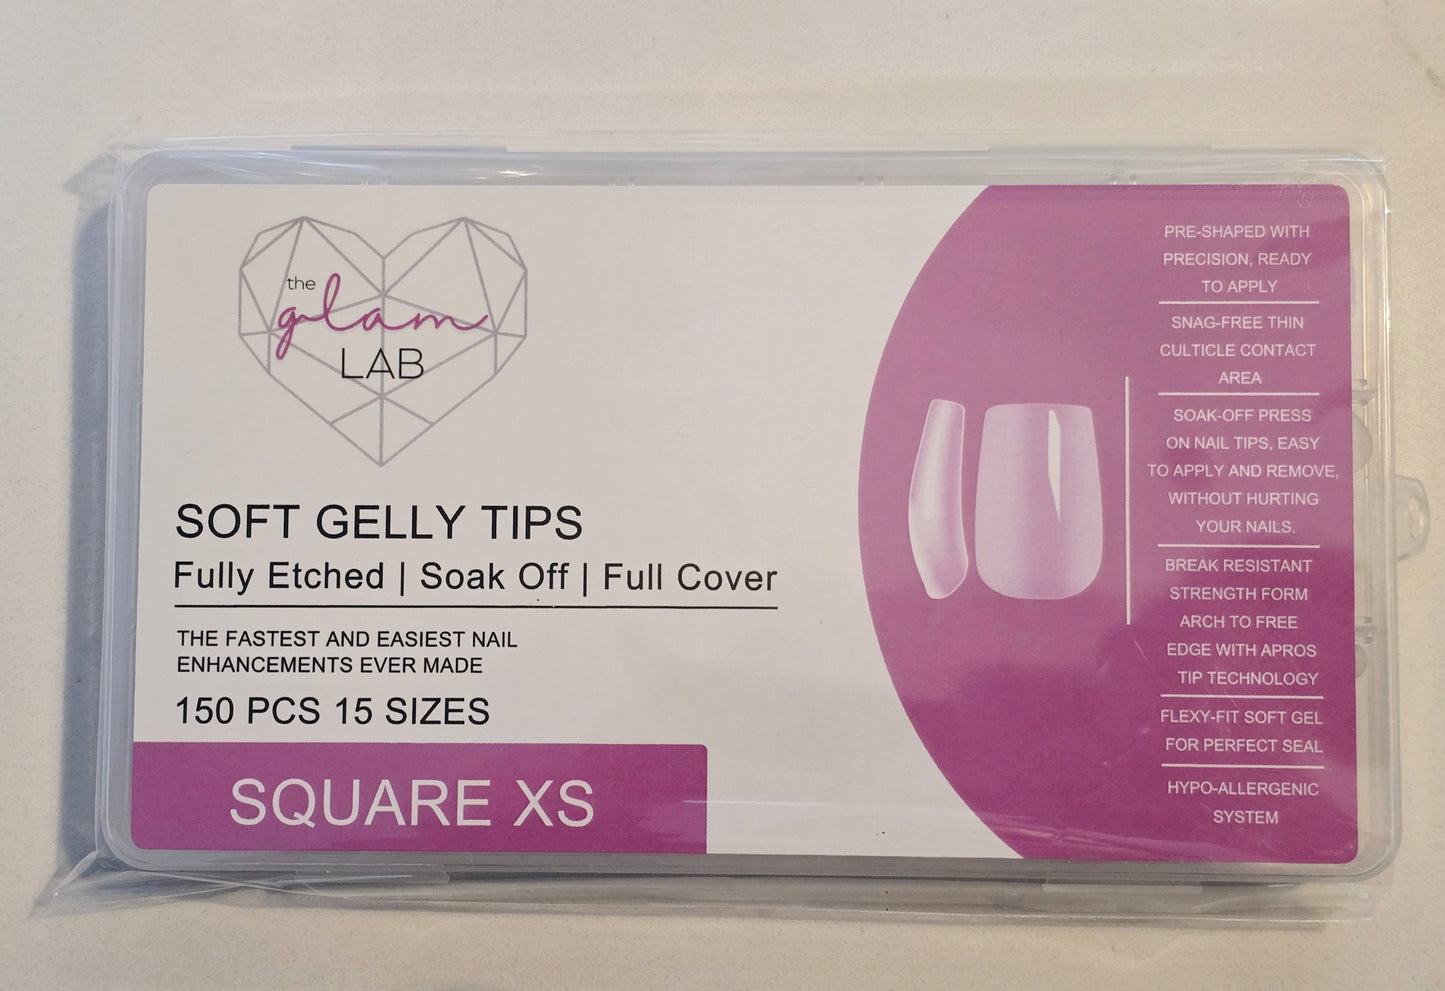 the
glam
LAB
SOFT GELLY TIPS
Fully Etched | Soak Off | Full Cover
THE FASTEST AND EASIEST NAIL
ENHANCEMENTS EVER MADE
150 PCS 15 SIZES
SQUARE XS
PRE-SHAPED WITH
PRECISION, READY
TO APPLY
SNAG-FREE THIN
CULTICLE CONTACT
AREA
SOAK-OFF PRESS
ON NAIL TIPS, EASY
TO APPLY AND REMOVE,
WITHOUT HURTING
YOUR NAILS.
BREAK RESISTANT
STRENGTH FORM
ARCH TO FREE
EDGE WITH APROS
TIP TECHNOLOGY
FLEXY-FIT SOFT GEL
FOR PERFECT SEAL
HYPO-ALLERGENIC
SYSTEM